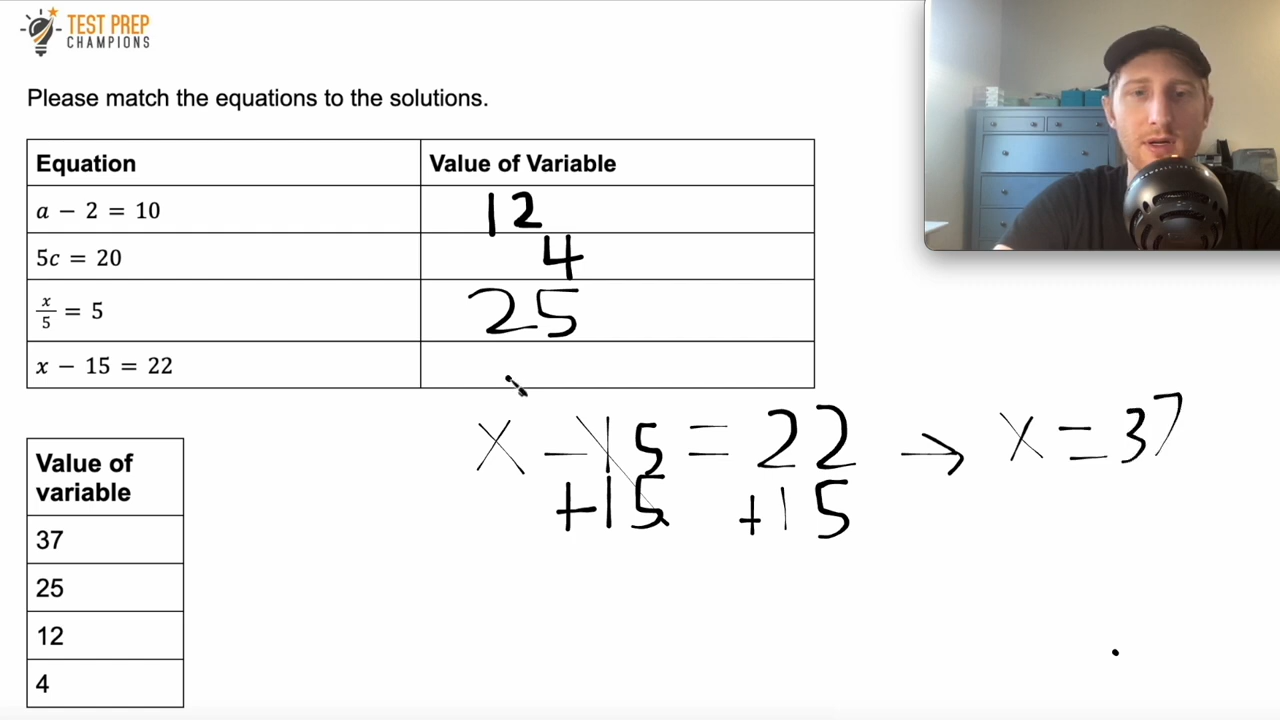 TEST PREP
CHAMPIONS
Please match the equations to the solutions.
Equation Value of Variable
a − 2 = 10 12
5c = 20 4
x/5 = 5 25
x − 15 = 22
x − 15 = 22 → x = 37
+15 +15
Value of
variable
37
25
12
4